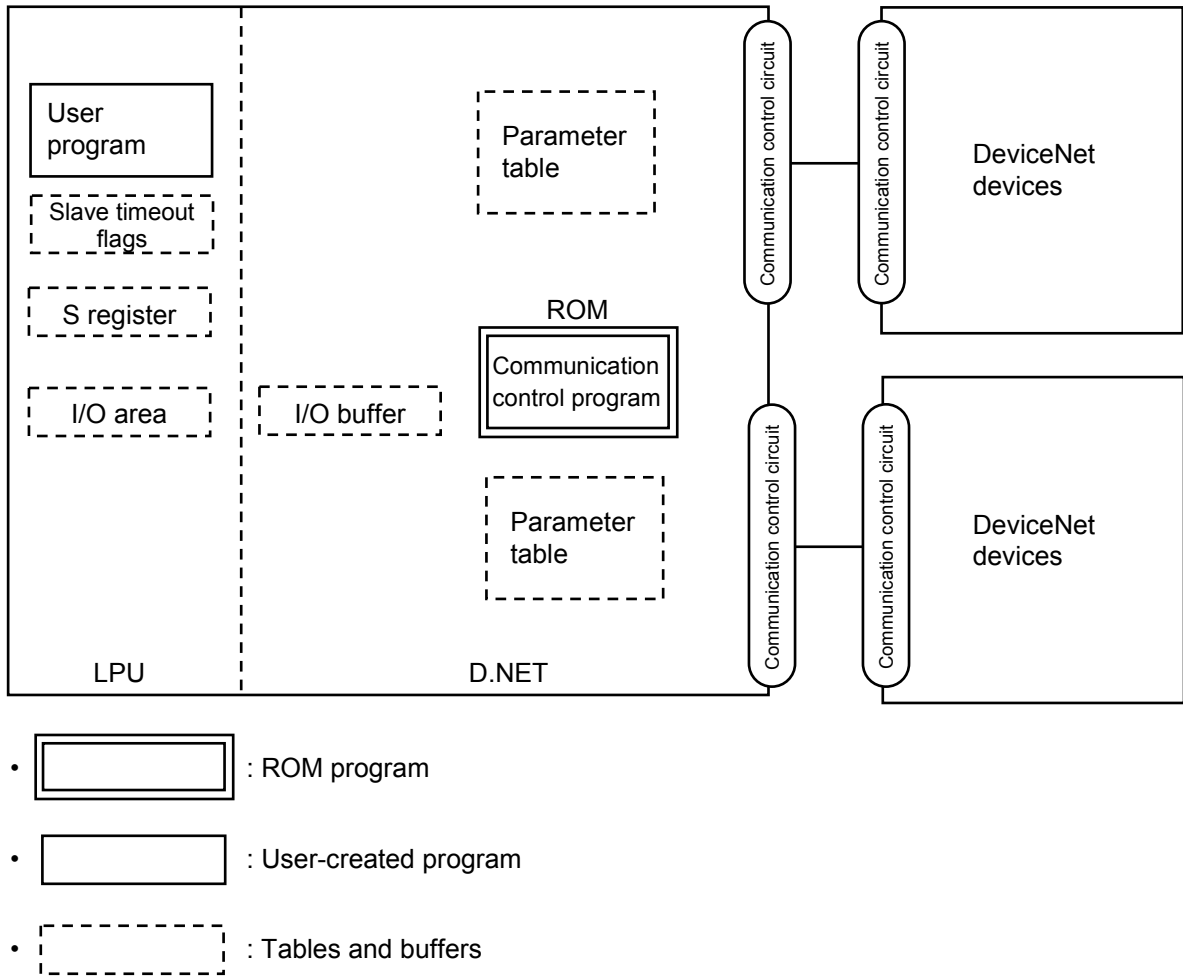 User
program
Slave timeout
flags
S register
I/O area
LPU
Parameter
table
ROM
Communication
control program
I/O buffer
Parameter
table
D.NET
Communication control circuit
Communication control circuit
DeviceNet
devices
Communication control circuit
Communication control circuit
DeviceNet
devices
• : ROM program
• : User-created program
• : Tables and buffers